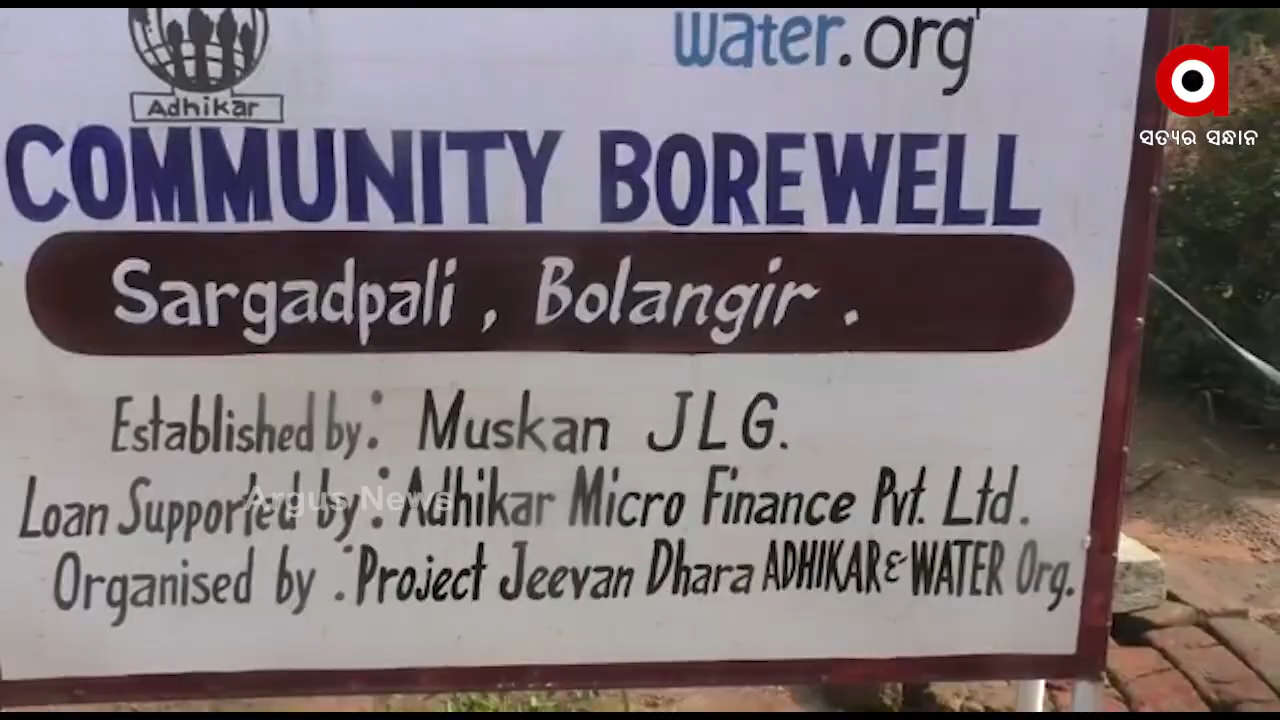 water.org
Adhikar
ସତ୍ୟର ସନ୍ଧାନ
COMMUNITY BOREWELL
Sargadpali, Bolangir.
Established by: Muskan JLG.
Loan Supported by: Adhikar Micro Finance Pvt. Ltd.
Argus News
Organised by: Project Jeevan Dhara ADHIKAR & WATER Org.